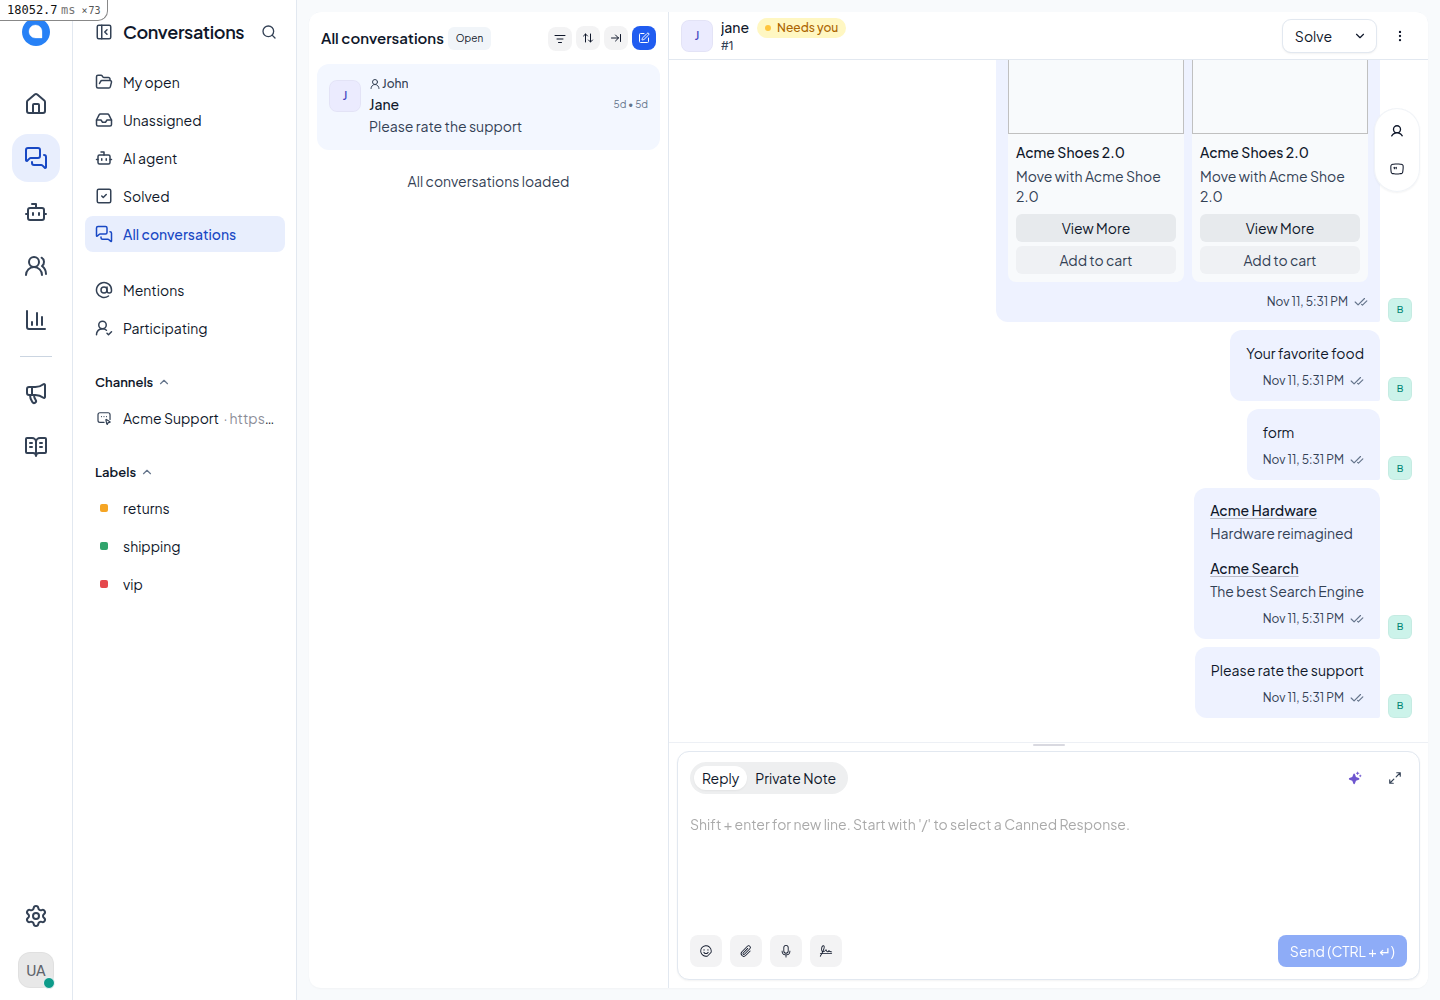 18052.7 ms ×73
Conversations
My open
Unassigned
AI agent
Solved
All conversations
Mentions
Participating
Channels
Acme Support · https...
Labels
returns
shipping
vip
UA
All conversations
Open
J
John
Jane
5d • 5d
Please rate the support
All conversations loaded
J
jane
Needs you
#1
Solve
Acme Shoes 2.0
Move with Acme Shoe
2.0
View More
Add to cart
Acme Shoes 2.0
Move with Acme Shoe
2.0
View More
Add to cart
Nov 11, 5:31 PM
B
Your favorite food
Nov 11, 5:31 PM
B
form
Nov 11, 5:31 PM
B
Acme Hardware
Hardware reimagined
Acme Search
The best Search Engine
Nov 11, 5:31 PM
B
Please rate the support
Nov 11, 5:31 PM
B
Reply
Private Note
Shift + enter for new line. Start with '/' to select a Canned Response.
Send (CTRL + ↵)